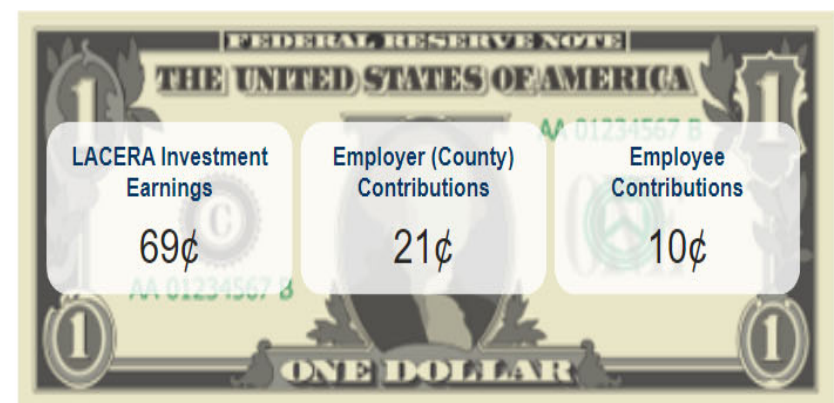 FEDERAL RESERVE NOTE
THE UNITED STATES OF AMERICA
1
1
AA 01234567 B
LACERA Investment
Earnings
69¢
Employer (County)
Contributions
21¢
Employee
Contributions
10¢
C
AA 01234567 B
1
1
ONE DOLLAR